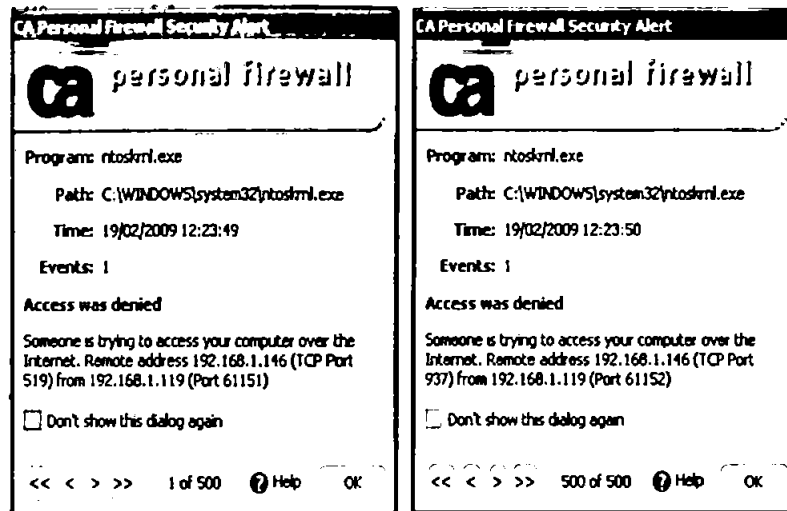 CA Personal Firewall Security Alert
ca personal firewall
Program: ntoskrnl.exe
Path: C:\WINDOWS\system32\ntoskrnl.exe
Time: 19/02/2009 12:23:49
Events: 1
Access was denied
Someone is trying to access your computer over the
Internet. Remote address 192.168.1.146 (TCP Port
519) from 192.168.1.119 (Port 61151)
Don't show this dialog again
<< < > >> 1 of 500 Help OK
CA Personal Firewall Security Alert
ca personal firewall
Program: ntoskrnl.exe
Path: C:\WINDOWS\system32\ntoskrnl.exe
Time: 19/02/2009 12:23:50
Events: 1
Access was denied
Someone is trying to access your computer over the
Internet. Remote address 192.168.1.146 (TCP Port
937) from 192.168.1.119 (Port 61152)
Don't show this dialog again
<< < > >> 500 of 500 Help OK